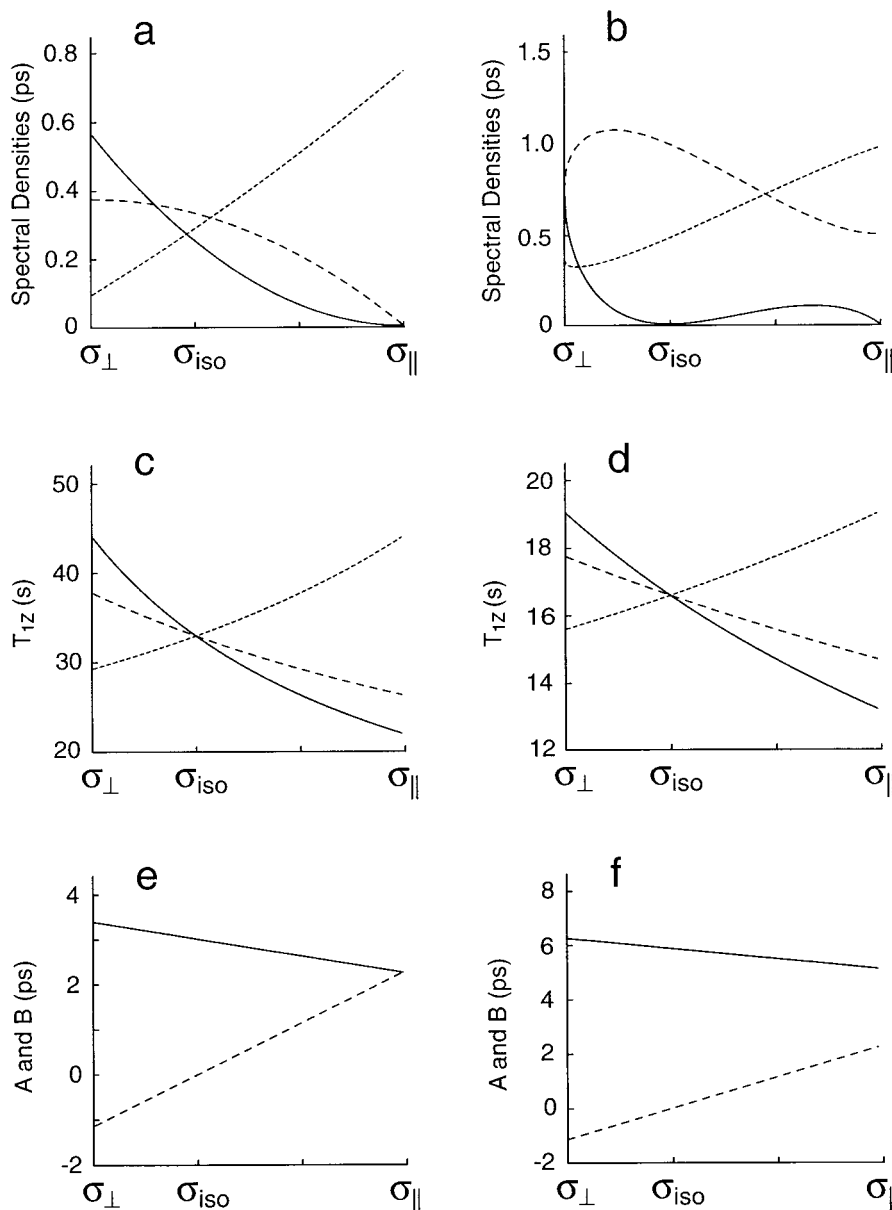 a
Spectral Densities (ps)
0.8
0.6
0.4
0.2
0
σ⊥
σiso
σ||
b
Spectral Densities (ps)
1.5
1.0
0.5
0
σ⊥
σiso
σ||
c
T1Z (s)
50
40
30
20
σ⊥
σiso
σ||
d
T1Z (s)
20
18
16
14
12
σ⊥
σiso
σ|
e
A and B (ps)
4
2
0
-2
σ⊥
σiso
σ||
f
A and B (ps)
8
6
4
2
0
-2
σ⊥
σiso
σ|